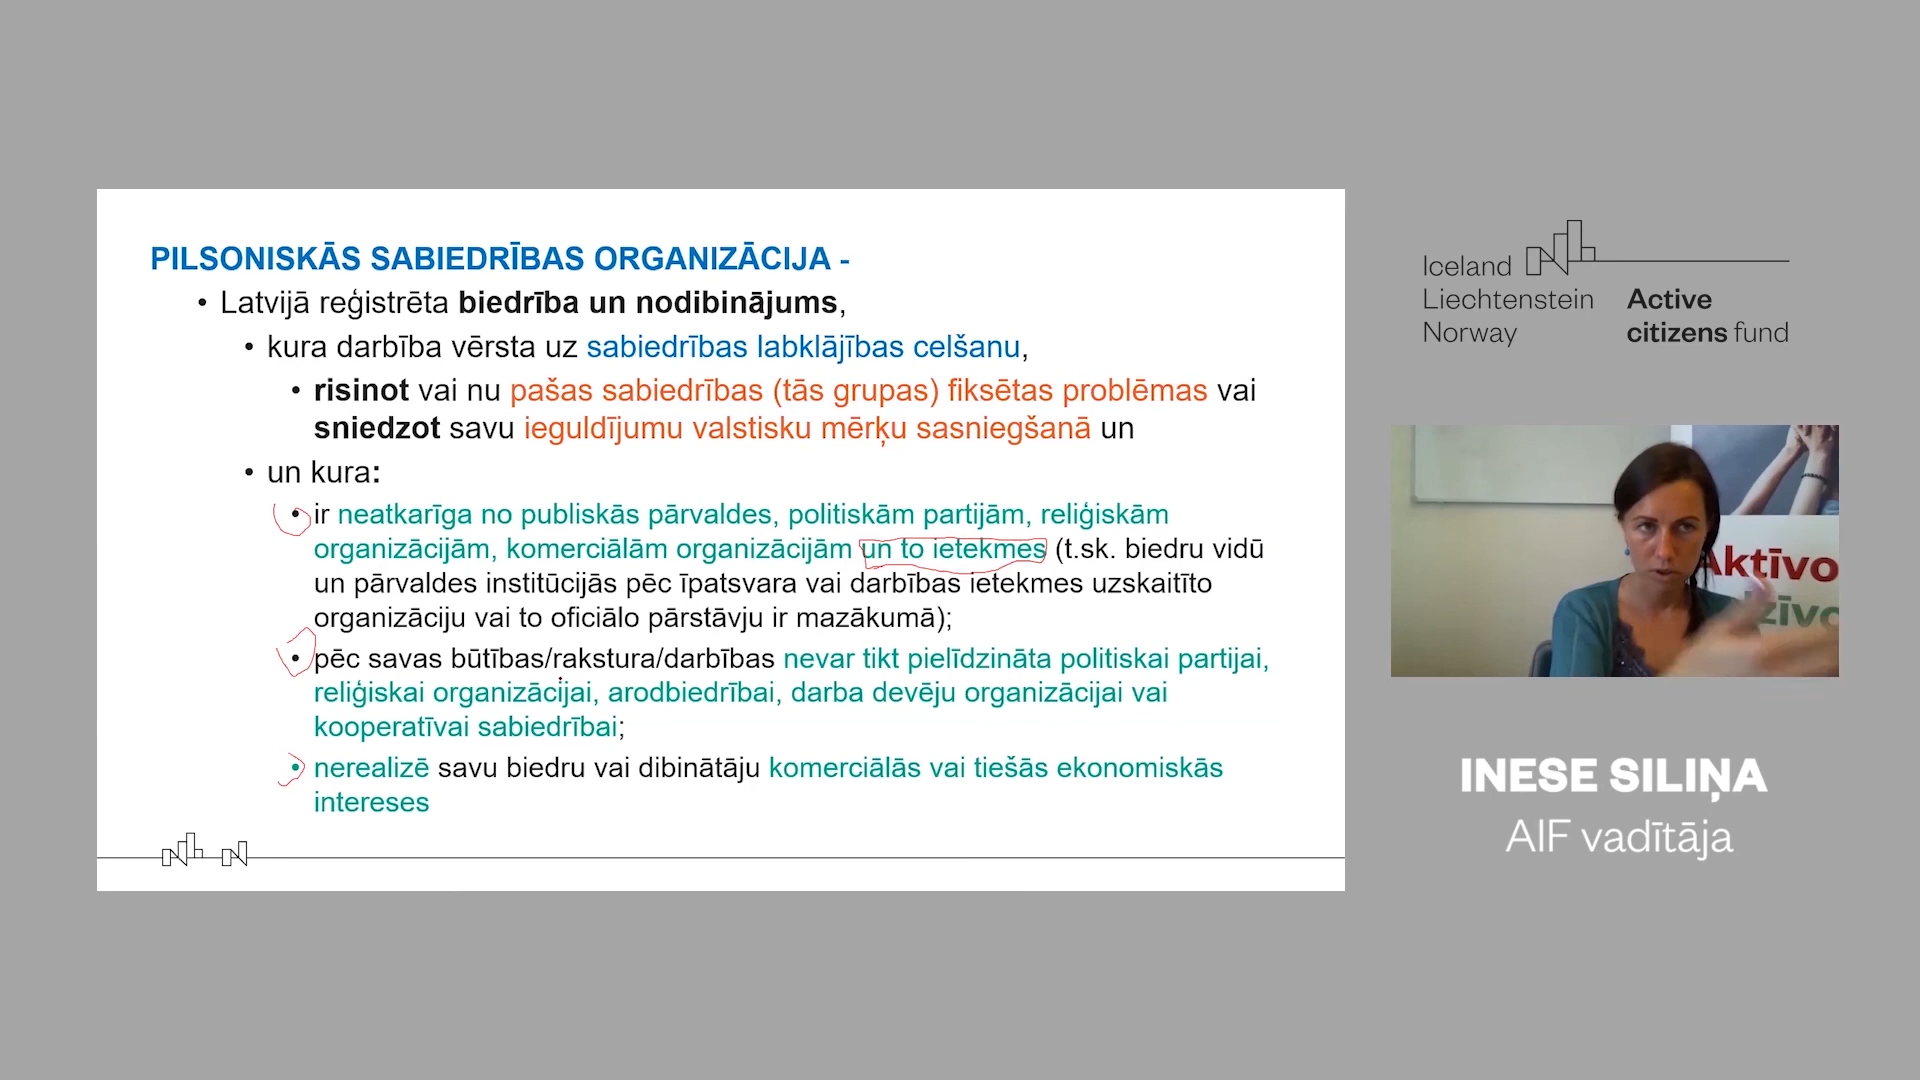 PILSONISKĀS SABIEDRĪBAS ORGANIZĀCIJA -
• Latvijā reģistrēta biedrība un nodibinājums,
• kura darbība vērsta uz sabiedrības labklājības celšanu,
• risinot vai nu pašas sabiedrības (tās grupas) fiksētas problēmas vai
sniedzot savu ieguldījumu valstisku mērķu sasniegšanā un
• un kura:
• ir neatkarīga no publiskās pārvaldes, politiskām partijām, reliģiskām
organizācijām, komerciālām organizācijām un to ietekmes (t.sk. biedru vidū
un pārvaldes institūcijās pēc īpatsvara vai darbības ietekmes uzskaitīto
organizāciju vai to oficiālo pārstāvju ir mazākumā);
• pēc savas būtības/rakstura/darbības nevar tikt pielīdzināta politiskai partijai,
reliģiskai organizācijai, arodbiedrībai, darba devēju organizācijai vai
kooperatīvai sabiedrībai;
• nerealizē savu biedru vai dibinātāju komerciālās vai tiešās ekonomiskās
intereses
Iceland
Liechtenstein
Norway
Active
citizens fund
Aktīvo
INESE SILIŅA
AIF vadītāja